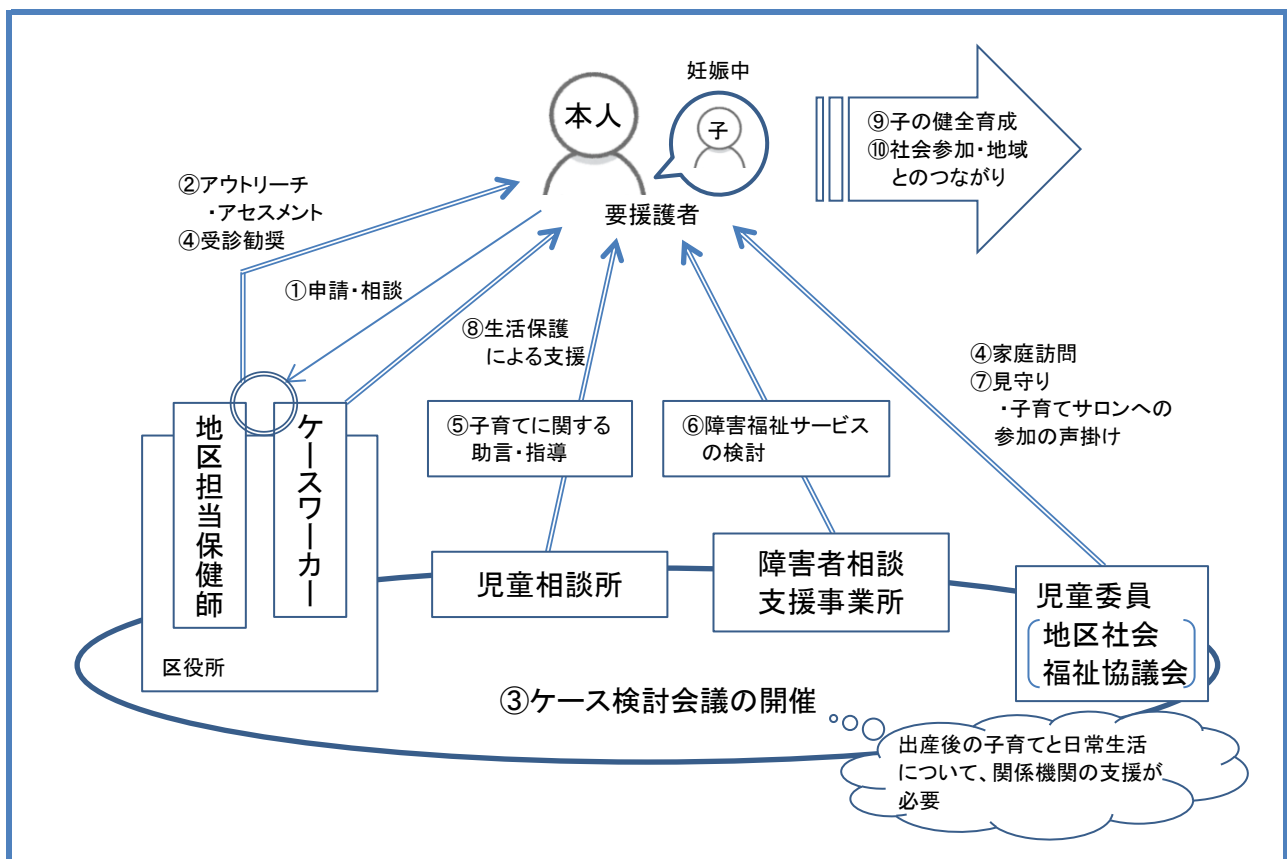 妊娠中
本人
子
要援護者
⑨子の健全育成
⑩社会参加・地域
とのつながり
②アウトリーチ
・アセスメント
④受診勧奨
①申請・相談
⑧生活保護
による支援
④家庭訪問
⑦見守り
・子育てサロンへの
参加の声掛け
⑤子育てに関する
助言・指導
⑥障害福祉サービス
の検討
地区担当保健師
ケースワーカー
区役所
児童相談所
障害者相談
支援事業所
児童委員
地区社会
福祉協議会
③ケース検討会議の開催
出産後の子育てと日常生活
について、関係機関の支援が
必要